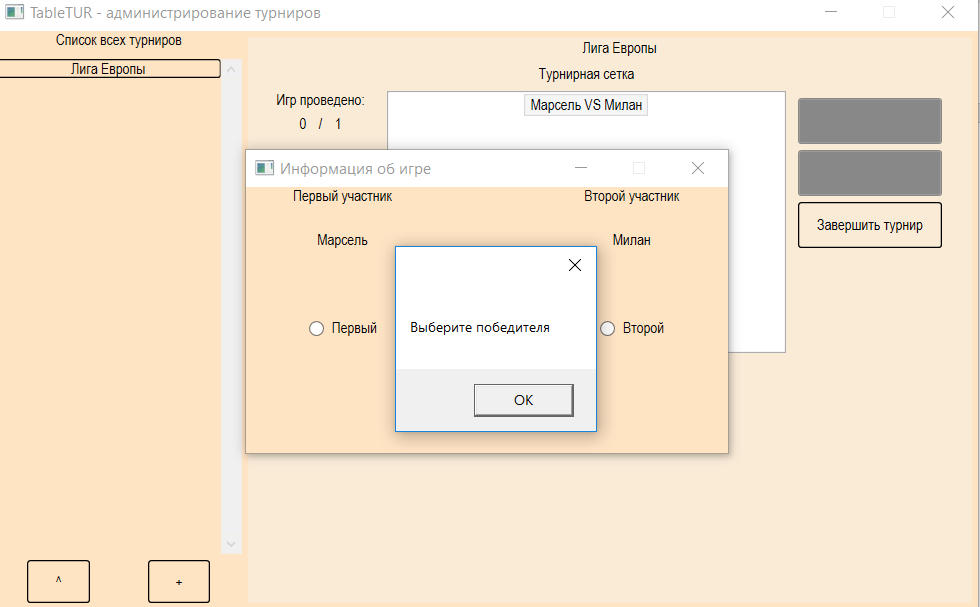 TableTUR - администрирование турниров
Список всех турниров
Лига Европы
Лига Европы
Турнирная сетка
Игр проведено:
0 / 1
Марсель VS Милан
Завершить турнир
Информация об игре
Первый участник
Второй участник
Марсель
Милан
Первый
Второй
Выберите победителя
OK
^
+